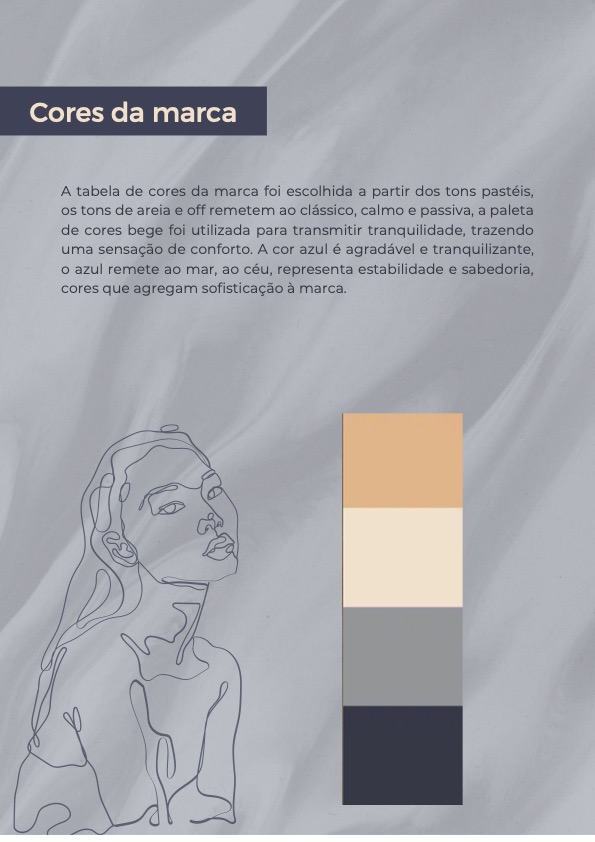 Cores da marca
A tabela de cores da marca foi escolhida a partir dos tons pastéis,
os tons de areia e off remetem ao clássico, calmo e passiva, a paleta
de cores bege foi utilizada para transmitir tranquilidade, trazendo
uma sensação de conforto. A cor azul é agradável e tranquilizante,
o azul remete ao mar, ao céu, representa estabilidade e sabedoria,
cores que agregam sofisticação à marca.